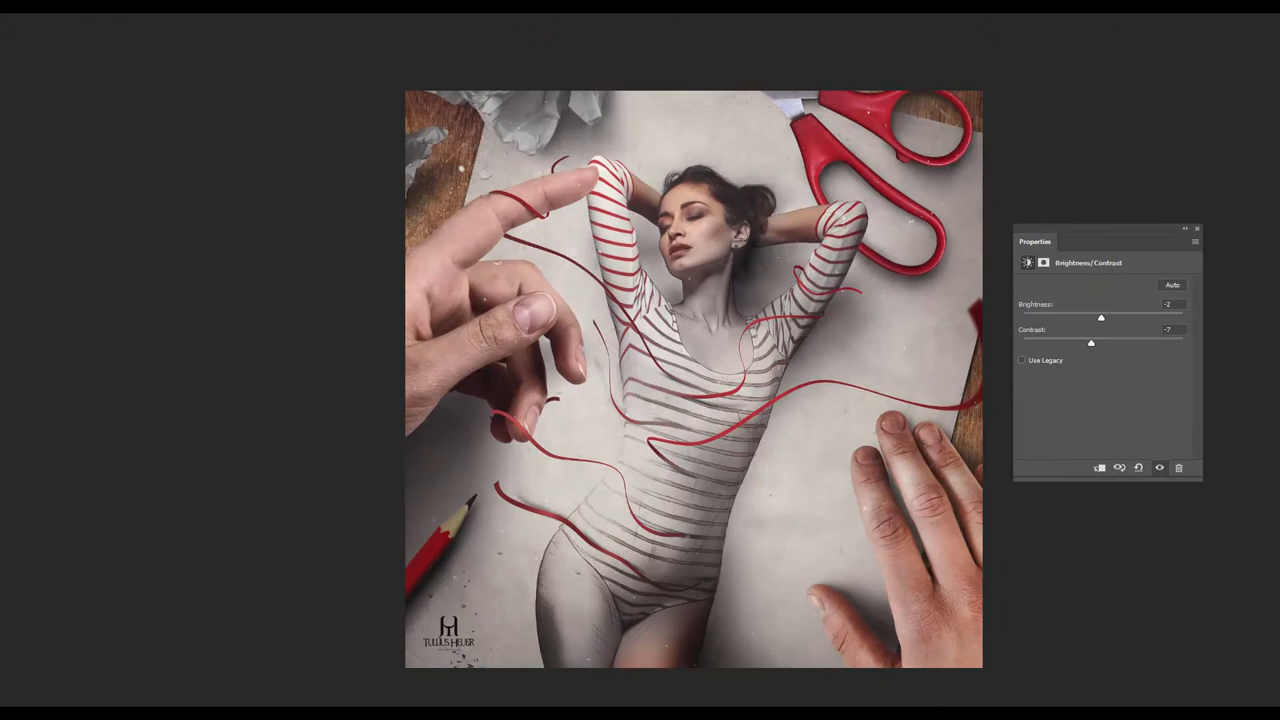 Properties
Brightness/Contrast
Auto
Brightness:
-2
Contrast:
-7
Use Legacy
TULLIUS HEUER